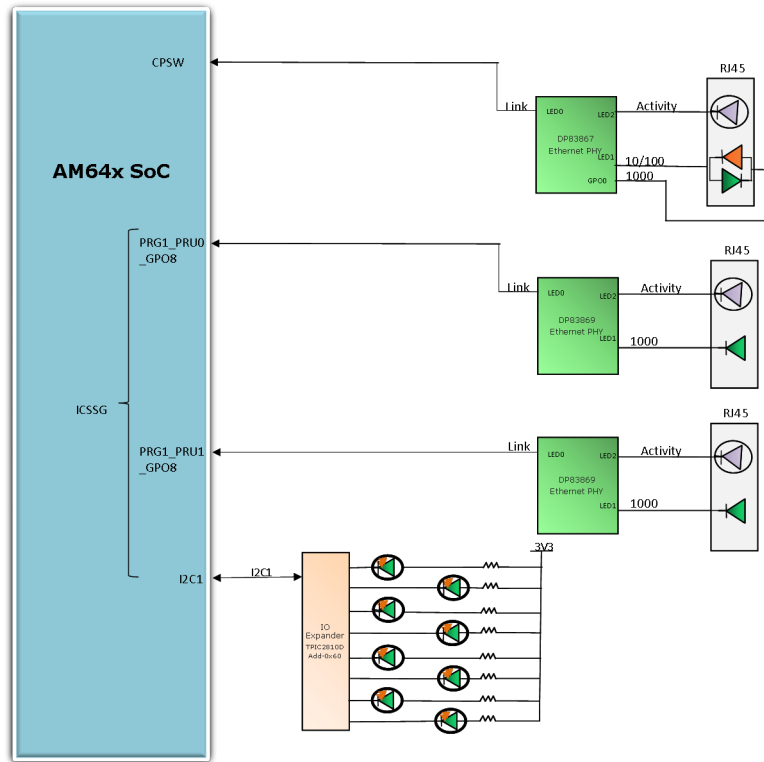 AM64x SoC
CPSW
Link
LED0
LED2
DP83867
Ethernet PHY
LED1
GPO0
Activity
10/100
1000
RJ45
ICSSG
PRG1_PRU0
_GPO8
Link
LED0
LED2
DP83869
Ethernet PHY
LED1
Activity
1000
RJ45
PRG1_PRU1
_GPO8
Link
LED0
LED2
DP83869
Ethernet PHY
LED1
Activity
1000
RJ45
I2C1
I2C1
IO
Expander
TPIC2810D
Add-0x60
3V3